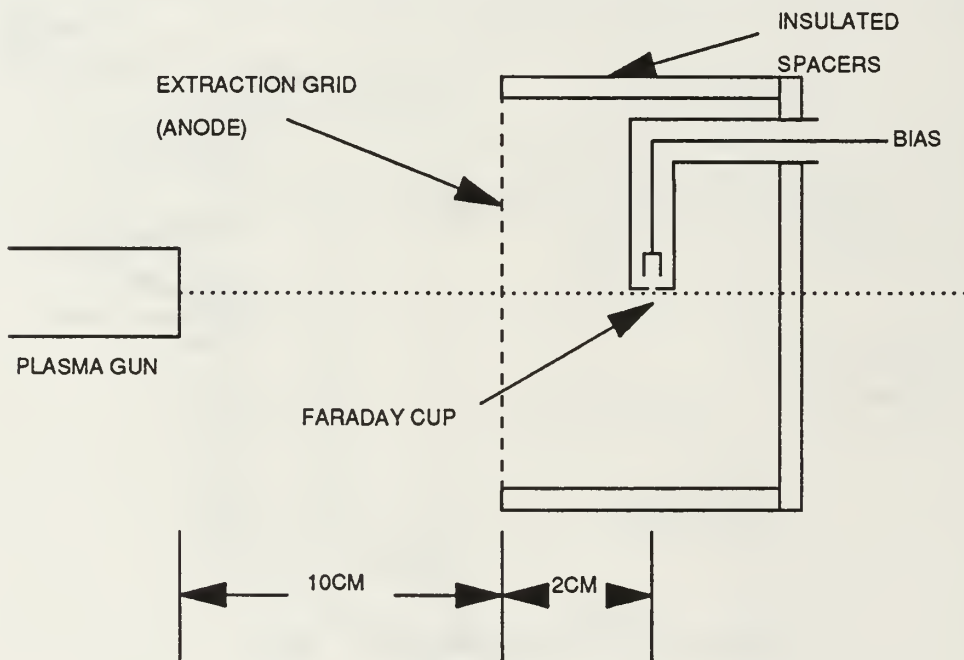 INSULATED
SPACERS
EXTRACTION GRID
(ANODE)
BIAS
PLASMA GUN
FARADAY CUP
10CM
2CM